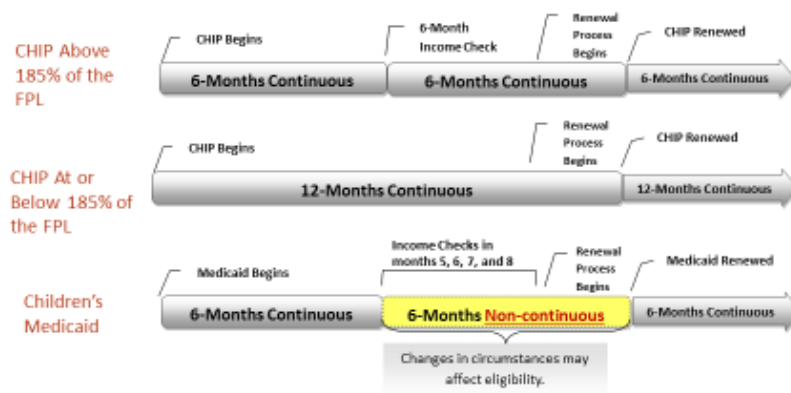 CHIP Above
185% of the
FPL
CHIP Begins
6-Month
Income Check
Renewal
Process
Begins
CHIP Renewed
6-Months Continuous
6-Months Continuous
6-Months Continuous
CHIP At or
Below 185% of
the FPL
CHIP Begins
Renewal
Process
Begins
CHIP Renewed
12-Months Continuous
12-Months Continuous
Children's
Medicaid
Medicaid Begins
Income Checks in
months 5, 6, 7, and 8
Renewal
Process
Begins
Medicaid Renewed
6-Months Continuous
6-Months Non-continuous
6-Months Continuous
Changes in circumstances may
affect eligibility.